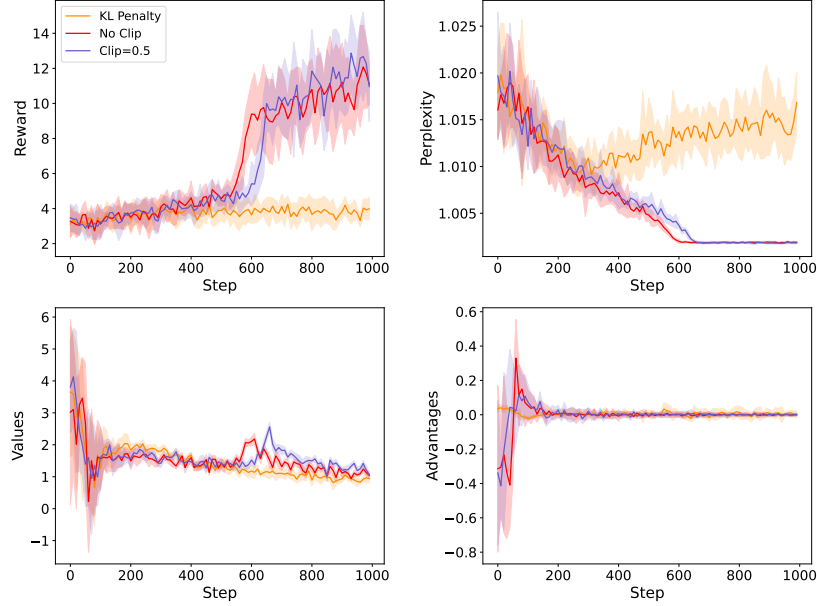 KL Penalty
No Clip
Clip=0.5
Reward
14
12
10
8
6
4
2
0 200 400 600 800 1000
Step
Perplexity
1.025
1.020
1.015
1.010
1.005
0 200 400 600 800 1000
Step
Values
6
5
4
3
2
1
0
−1
0 200 400 600 800 1000
Step
Advantages
0.6
0.4
0.2
0.0
−0.2
−0.4
−0.6
−0.8
0 200 400 600 800 1000
Step